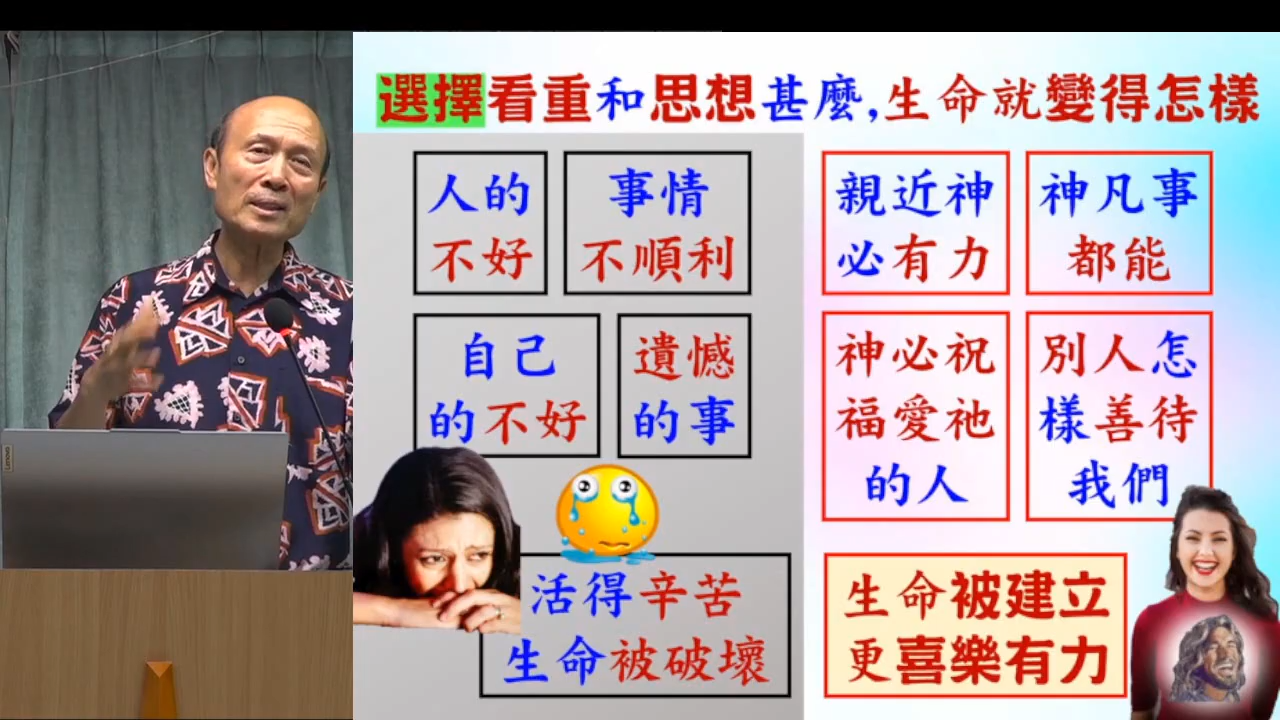 選擇看重和思想甚麼,生命就變得怎樣
人的
不好
事情
不順利
自己
的不好
遺憾
的事
活得辛苦
生命被破壞
親近神
必有力
神凡事
都能
神必祝
福愛祂
的人
別人怎
樣善待
我們
生命被建立
更喜樂有力